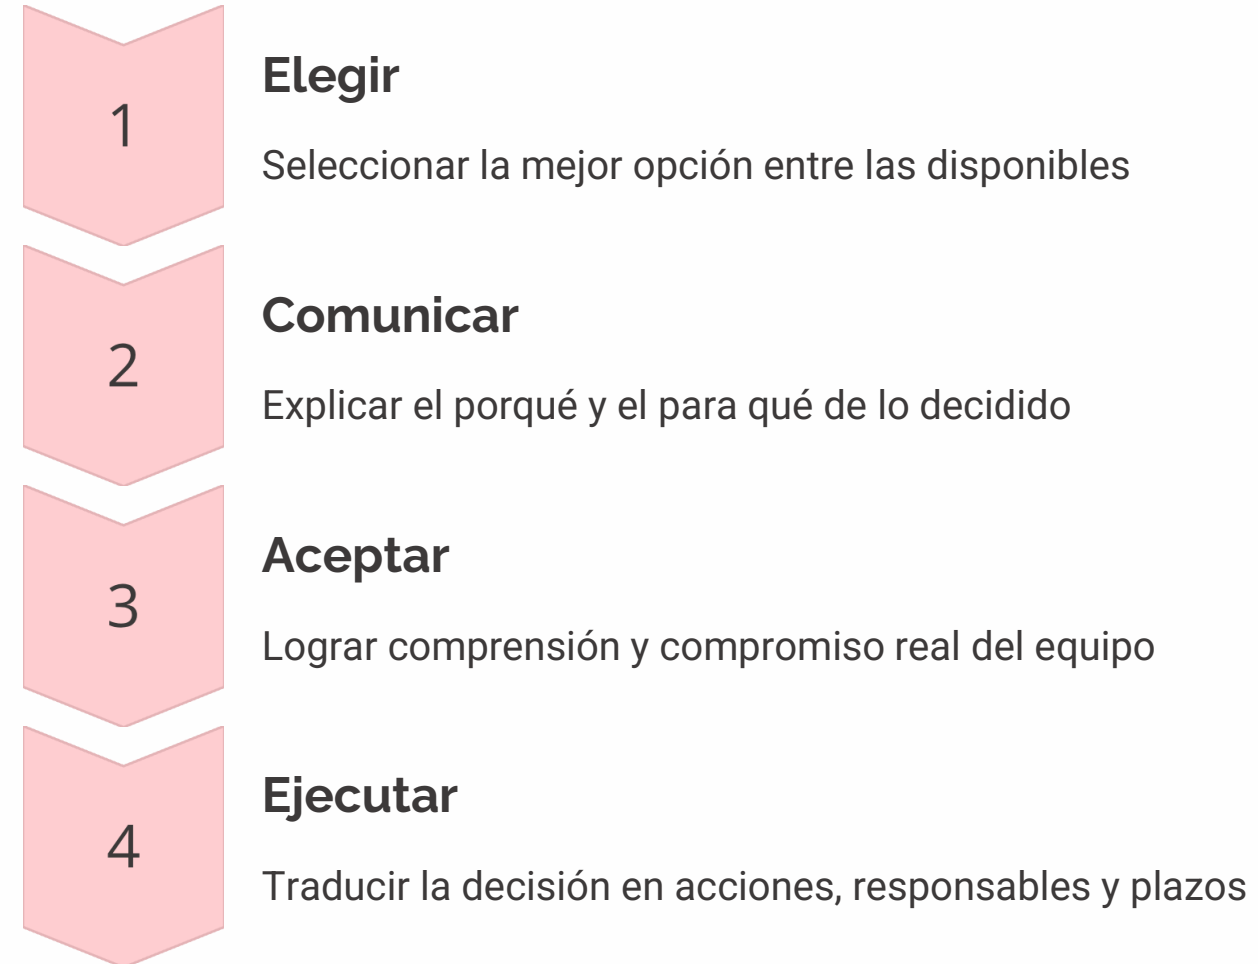 1
Elegir
Seleccionar la mejor opción entre las disponibles
2
Comunicar
Explicar el porqué y el para qué de lo decidido
3
Aceptar
Lograr comprensión y compromiso real del equipo
4
Ejecutar
Traducir la decisión en acciones, responsables y plazos